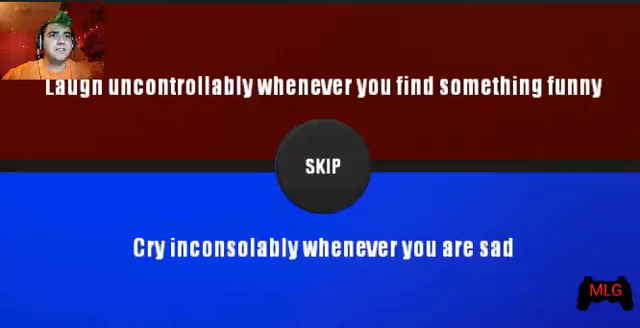 Laugh uncontrollably whenever you find something funny
SKIP
Cry inconsolably whenever you are sad
MLG